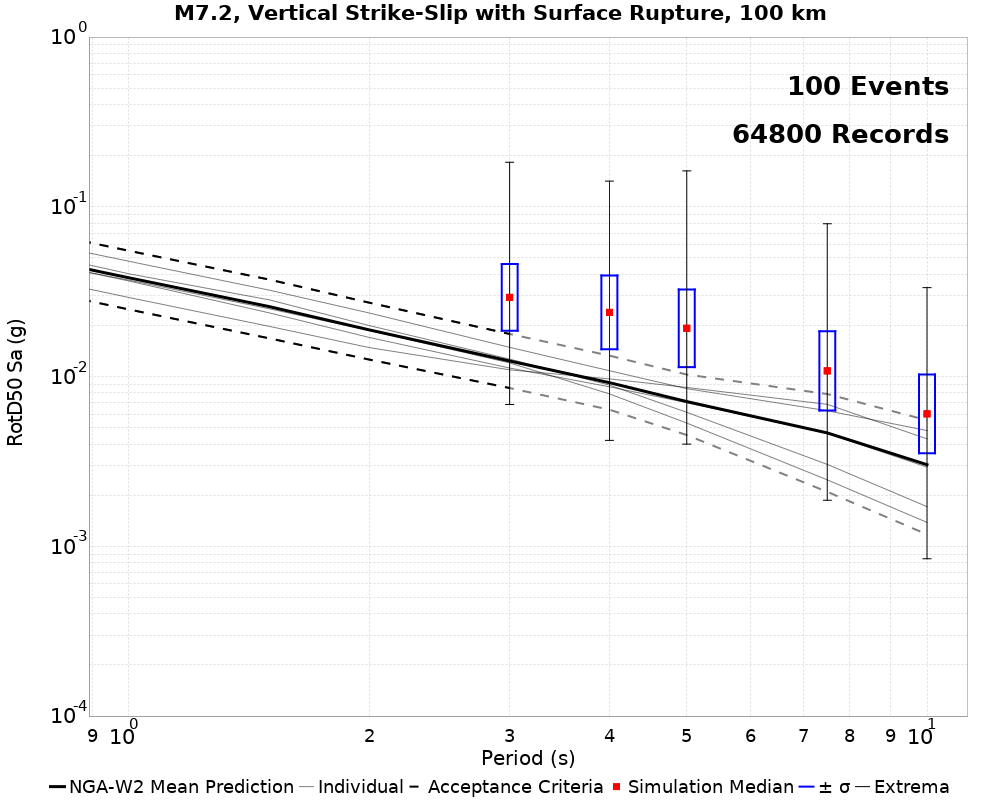 M7.2, Vertical Strike-Slip with Surface Rupture, 100 km
100 Events
64800 Records
RotD50 Sa (g)
10^0
10^-1
10^-2
10^-3
10^-4
9 10^0 2 3 4 5 6 7 8 9 10^1
Period (s)
NGA-W2 Mean Prediction Individual Acceptance Criteria Simulation Median ± σ Extrema